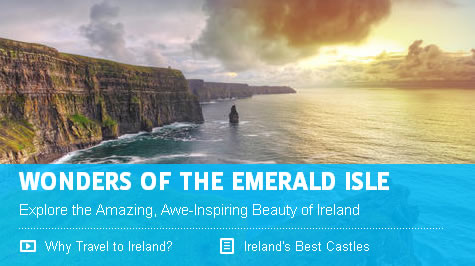 WONDERS OF THE EMERALD ISLE
Explore the Amazing, Awe-Inspiring Beauty of Ireland
Why Travel to Ireland?
Ireland's Best Castles